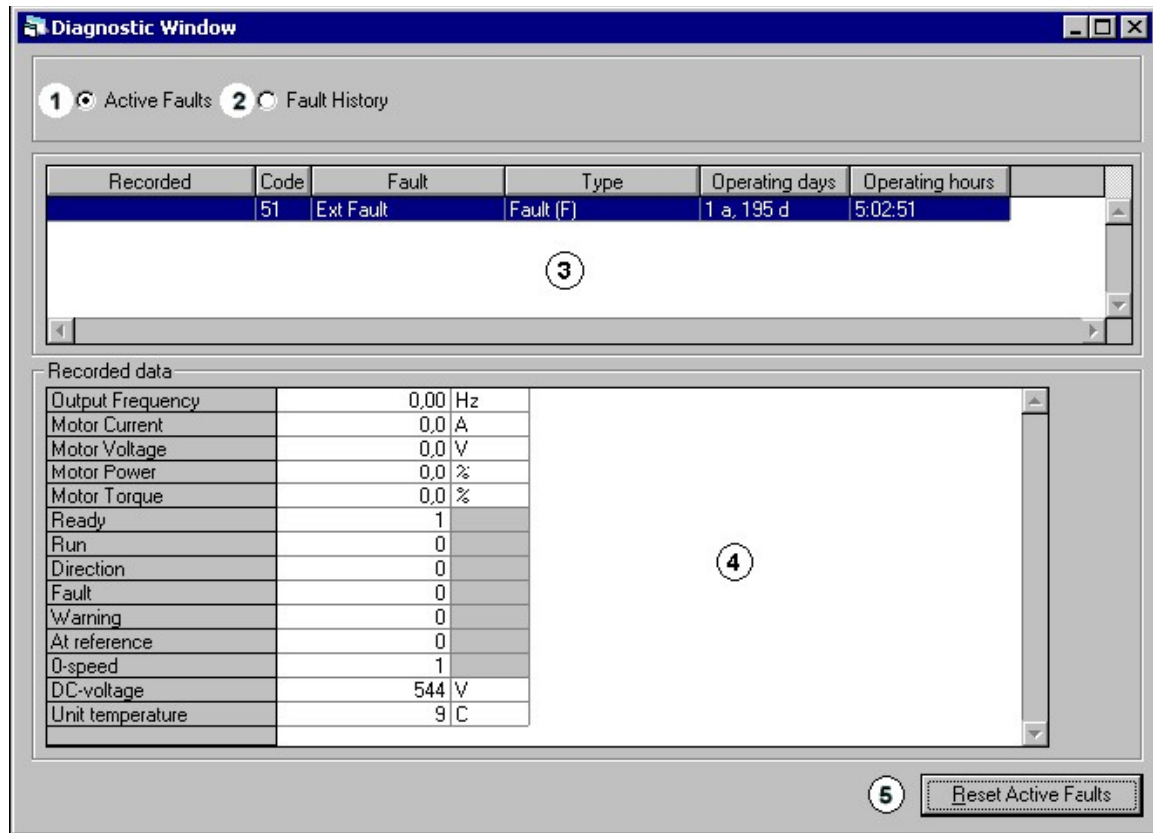 Diagnostic Window
1 Active Faults 2 Fault History
Recorded Code Fault Type Operating days Operating hours
51 Ext Fault Fault (F) 1 a, 195 d 5:02:51
3
Recorded data
Output Frequency 0,00 Hz
Motor Current 0,0 A
Motor Voltage 0,0 V
Motor Power 0,0 %
Motor Torque 0,0 %
Ready 1
Run 0
Direction 0
4
Fault 0
Warning 0
At reference 0
0-speed 1
DC-voltage 544 V
Unit temperature 9 C
5 Reset Active Faults